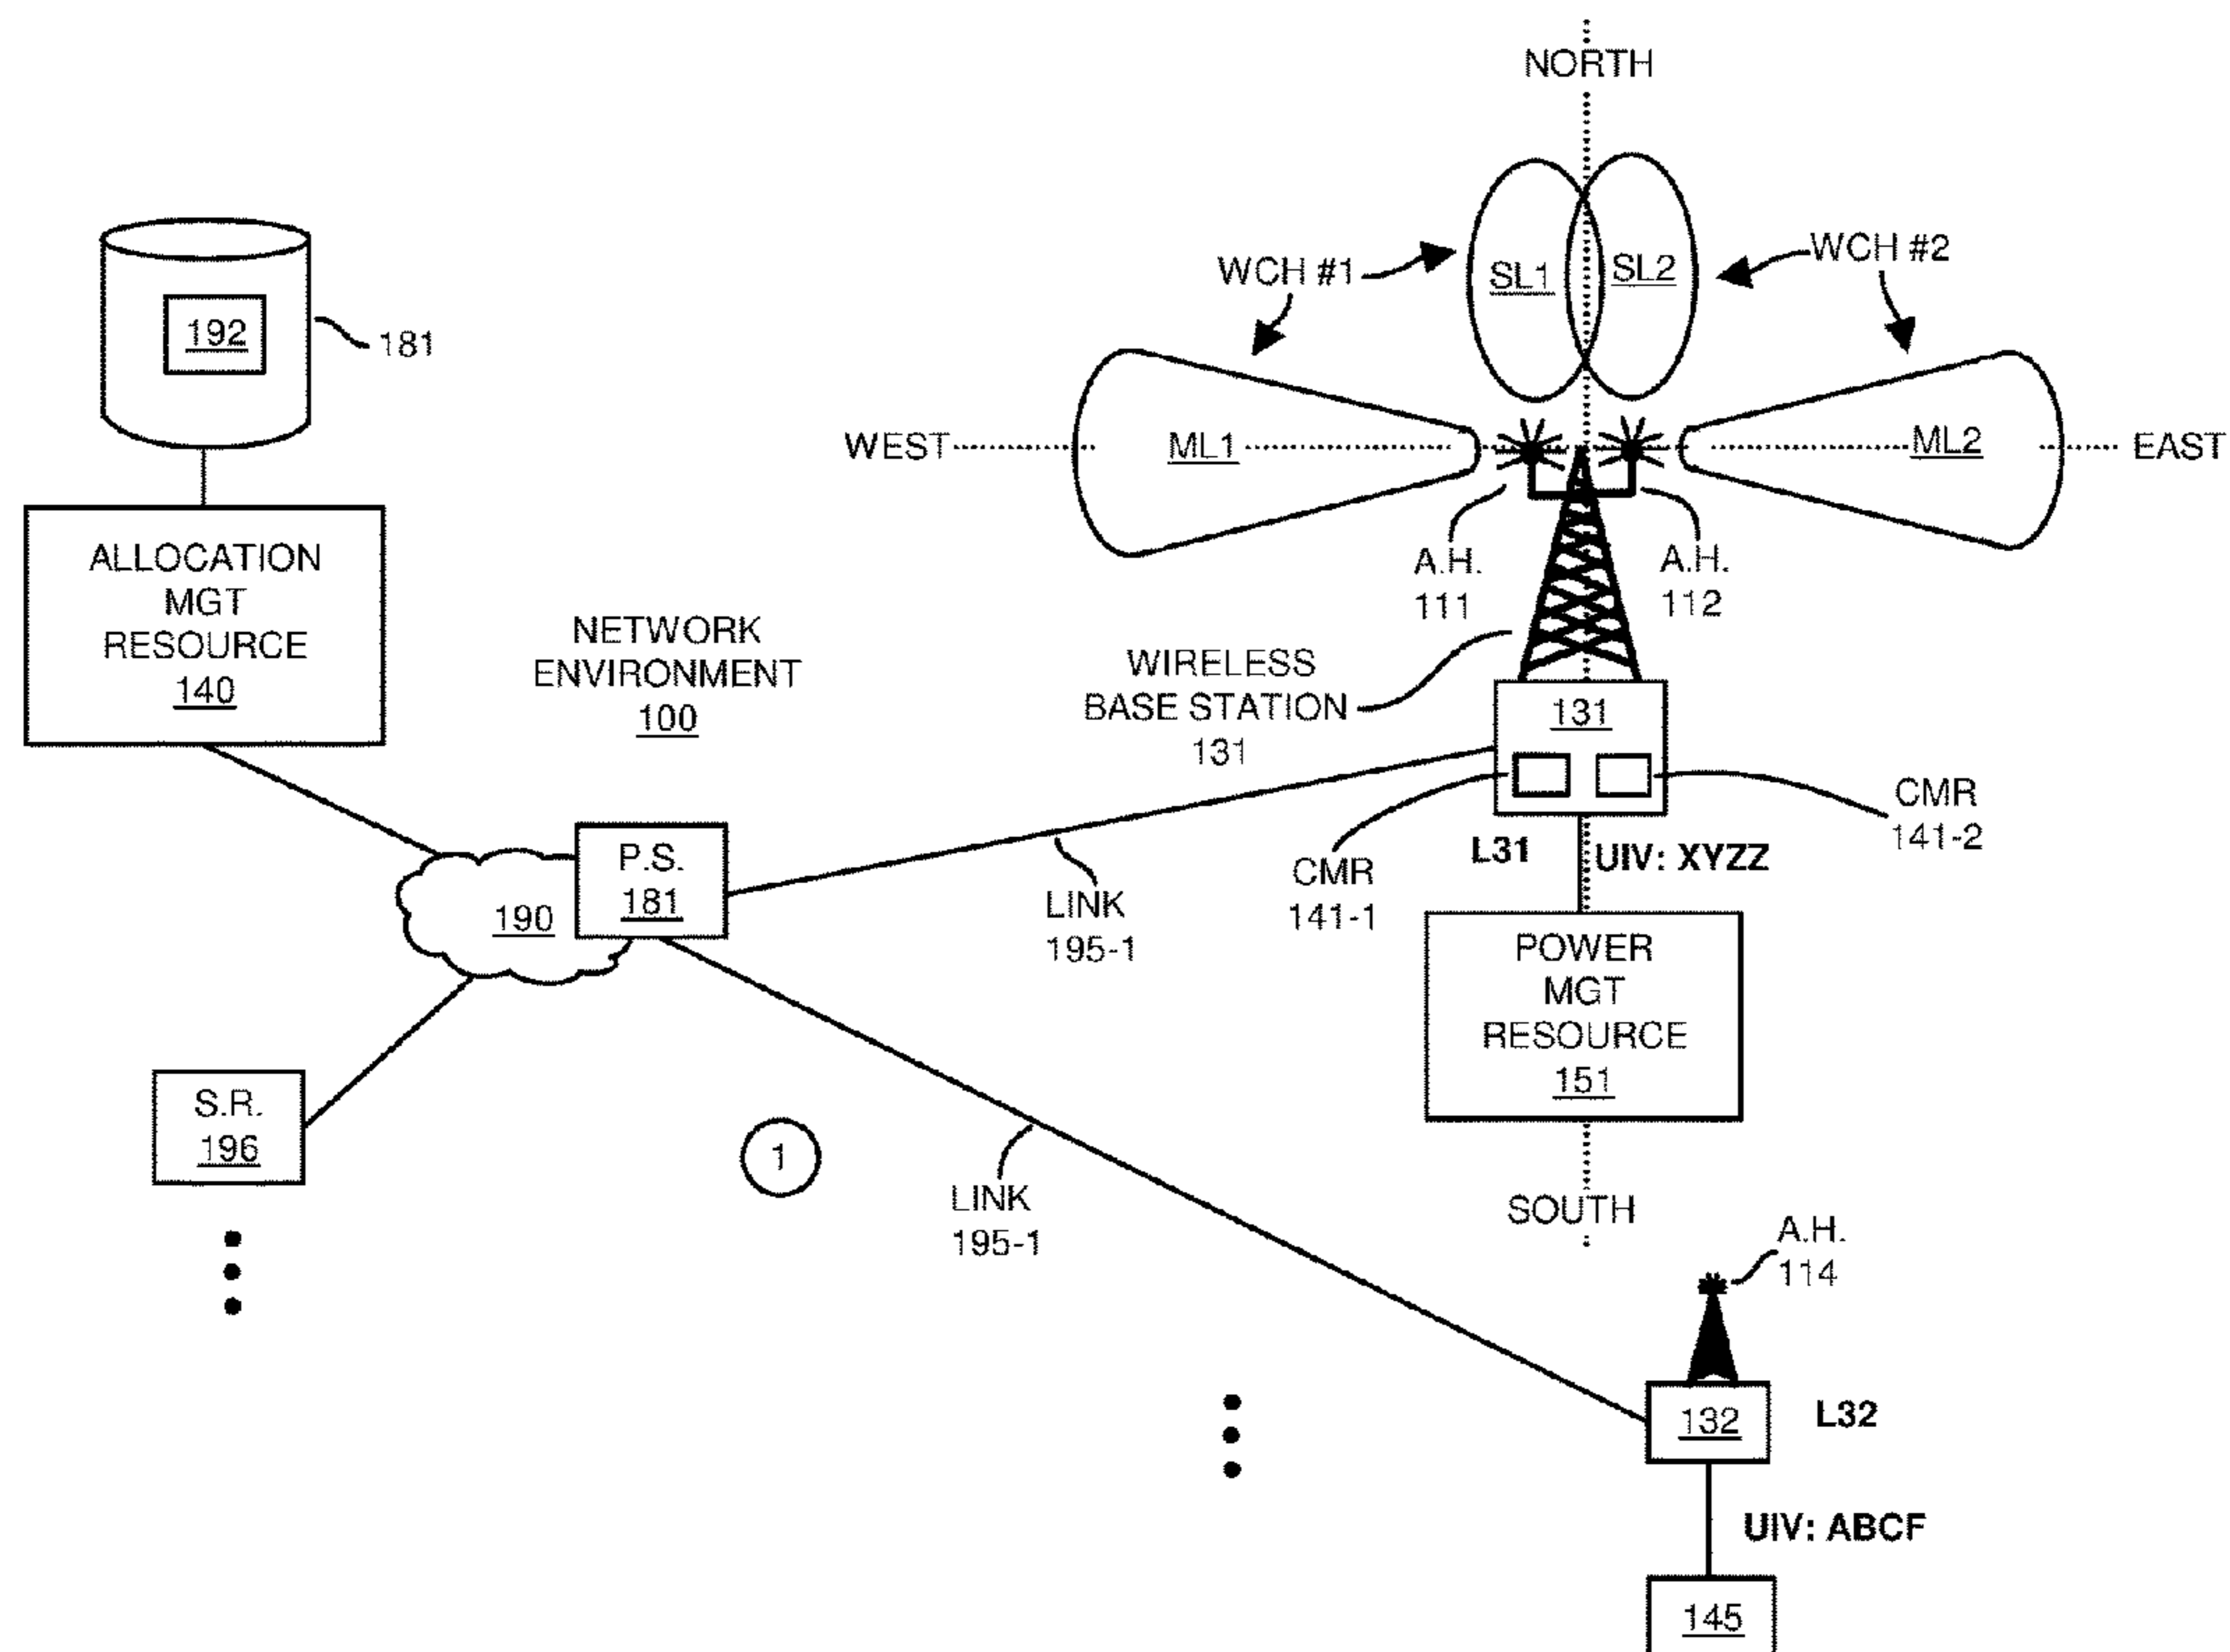 NORTH
WCH #1
SL1
SL2
WCH #2
192
181
WEST
ML1
ML2
EAST
ALLOCATION
MGT
RESOURCE
140
NETWORK
ENVIRONMENT
100
A.H.
111
A.H.
112
WIRELESS
BASE STATION
131
131
CMR
141-1
CMR
141-2
L31
UIV: XYZZ
P.S.
181
190
LINK
195-1
POWER
MGT
RESOURCE
151
S.R.
196
1
LINK
195-1
SOUTH
A.H.
114
132
L32
UIV: ABCF
145